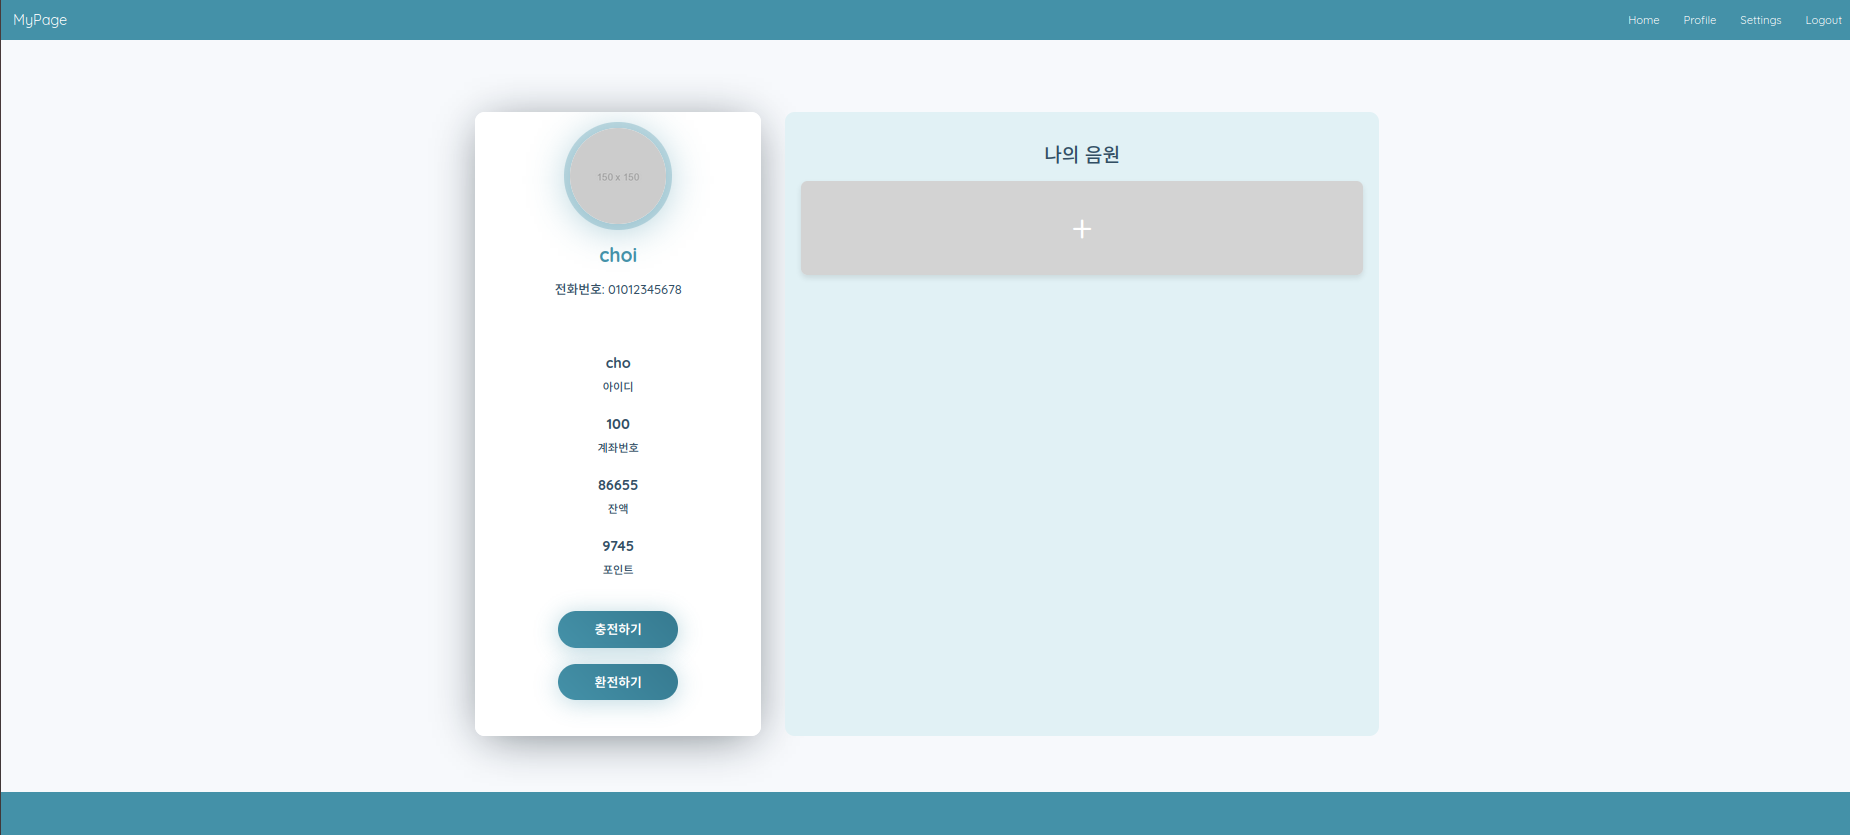 MyPage
Home Profile Settings Logout
150 x 150
choi
전화번호: 01012345678
cho
아이디
100
계좌번호
86655
잔액
9745
포인트
충전하기
환전하기
나의 음원
+